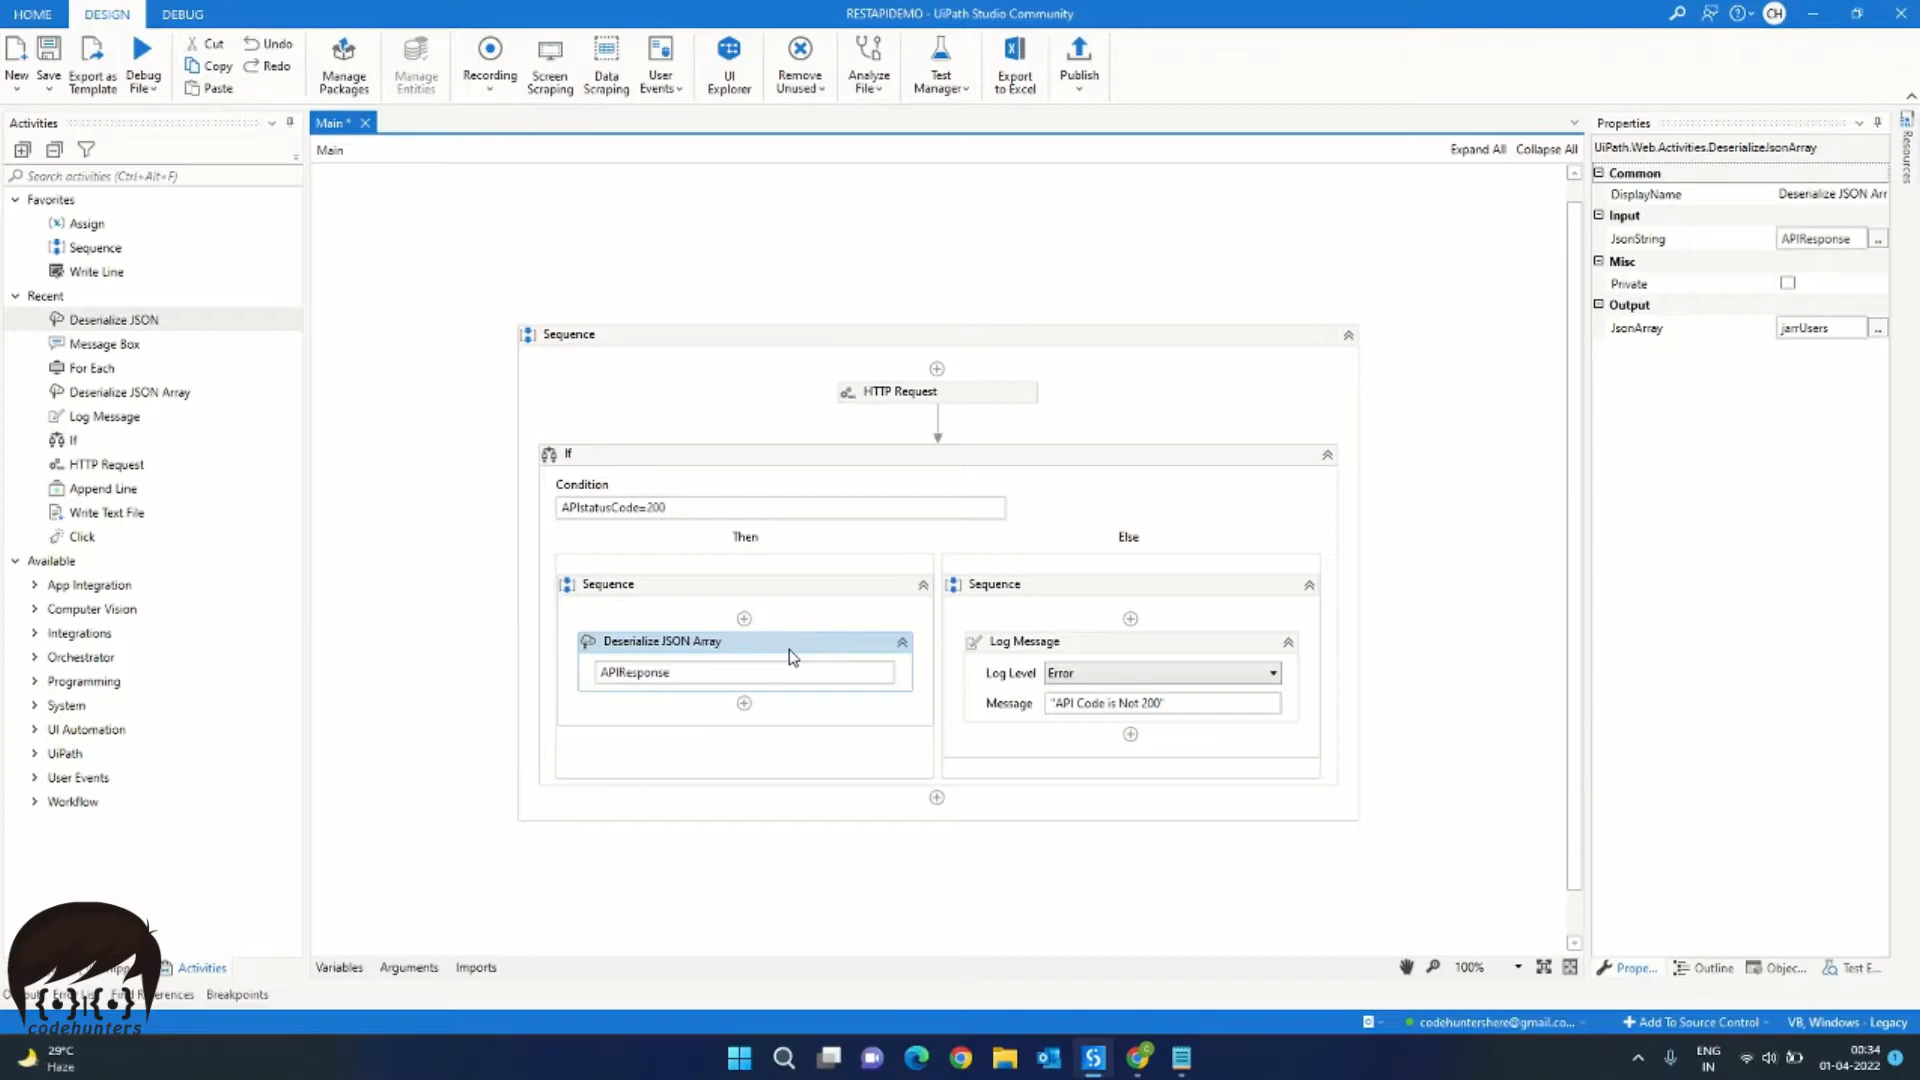 HOME
DESIGN
DEBUG
RESTAPIDEMO - UiPath Studio Community
CH
New
Save
Export as Template
Debug File
Cut
Copy
Paste
Undo
Redo
Manage Packages
Manage Entities
Recording
Screen Scraping
Data Scraping
User Events
UI Explorer
Remove Unused
Analyze File
Test Manager
Export to Excel
Publish
Activities
Search activities (Ctrl+Alt+F)
Favorites
Assign
Sequence
Write Line
Recent
Deserialize JSON
Message Box
For Each
Deserialize JSON Array
Log Message
If
HTTP Request
Append Line
Write Text File
Click
Available
App Integration
Computer Vision
Integrations
Orchestrator
Programming
System
UI Automation
UiPath
User Events
Workflow
Activities
References
Breakpoints
{•}|{•}
codehunters
Main *
Main
Expand All
Collapse All
Sequence
HTTP Request
If
Condition
APIstatusCode=200
Then
Else
Sequence
Deserialize JSON Array
APIResponse
Sequence
Log Message
Log Level
Error
Message
"API Code is Not 200"
Variables
Arguments
Imports
100%
Properties
UiPath.Web.Activities.DeserializeJsonArray
Common
DisplayName
Deserialize JSON Arr
Input
JsonString
APIResponse
...
Misc
Private
Output
JsonArray
jarrUsers
...
Resources
Prope...
Outline
Objec...
Test E...
codehuntershere@gmail.co...
Add To Source Control
VB, Windows - Legacy
29°C
Haze
ENG
IN
00:34
01-04-2022
1